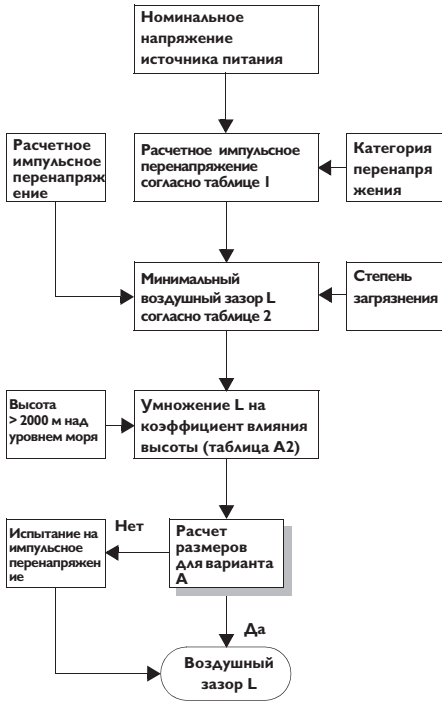 Номинальное
напряжение
источника питания
Расчетное
импульсное
перенапряж
ение
Расчетное импульсное
перенапряжение
согласно таблице 1
Категория
перенапря
жения
Минимальный
воздушный зазор L
согласно таблице 2
Степень
загрязнения
Высота
> 2000 м над
уровнем моря
Умножение L на
коэффициент влияния
высоты (таблица A2)
Испытание на
импульсное
перенапряжен
ие
Нет
Расчет
размеров
для варианта
A
Да
Воздушный
зазор L